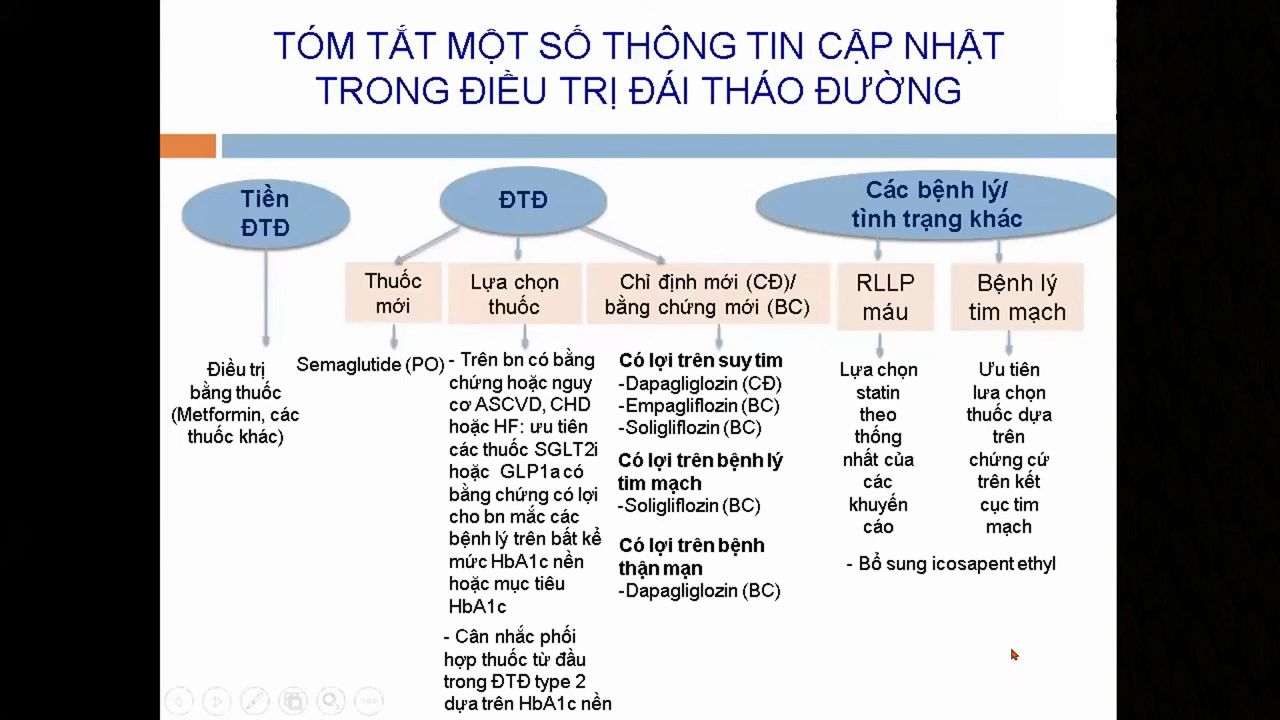 TÓM TẮT MỘT SỐ THÔNG TIN CẬP NHẬT
TRONG ĐIỀU TRỊ ĐÁI THÁO ĐƯỜNG
Tiền
ĐTĐ
Điều trị
bằng thuốc
(Metformin, các
thuốc khác)
ĐTĐ
Thuốc
mới
Semaglutide (PO)
Lựa chọn
thuốc
- Trên bn có bằng
chứng hoặc nguy
cơ ASCVD, CHD
hoặc HF: ưu tiên
các thuốc SGLT2i
hoặc GLP1a có
bằng chứng có lợi
cho bn mắc các
bệnh lý trên bất kể
mức HbA1c nền
hoặc mục tiêu
HbA1c
- Cân nhắc phối
hợp thuốc từ đầu
trong ĐTĐ type 2
dựa trên HbA1c nền
Chỉ định mới (CĐ)/
bằng chứng mới (BC)
Có lợi trên suy tim
-Dapagliglozin (CĐ)
-Empagliflozin (BC)
-Soligliflozin (BC)
Có lợi trên bệnh lý
tim mạch
-Soligliflozin (BC)
Có lợi trên bệnh
thận mạn
-Dapagliglozin (BC)
Các bệnh lý/
tình trạng khác
RLLP
máu
Lựa chọn
statin
theo
thống
nhất của
các
khuyến
cáo
Bệnh lý
tim mạch
Ưu tiên
lưa chọn
thuốc dựa
trên
chứng cứ
trên kết
cục tim
mạch
- Bổ sung icosapent ethyl